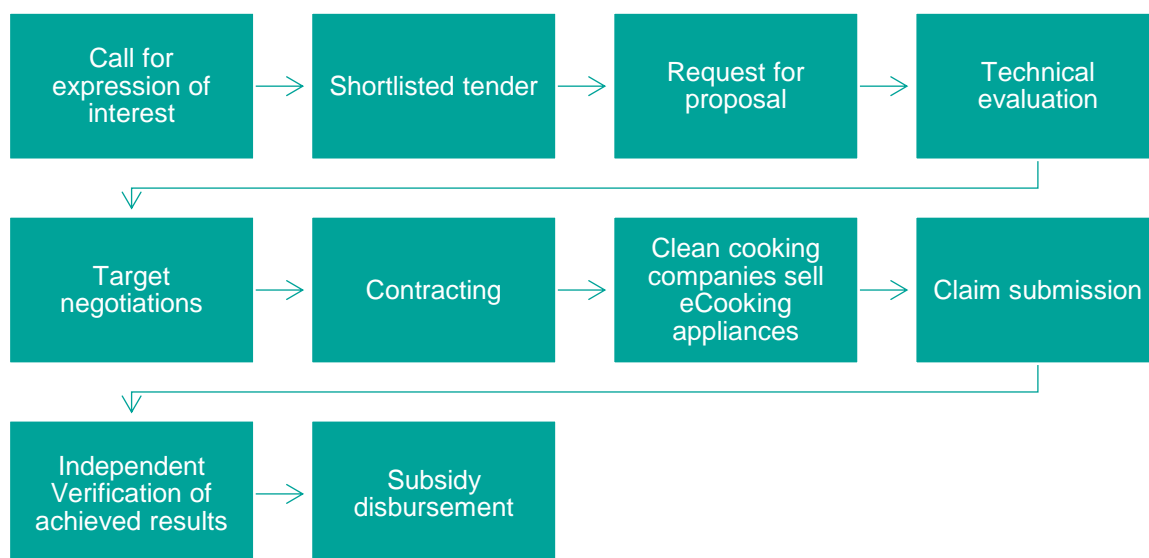 Call for
expression of
interest
Shortlisted tender
Request for
proposal
Technical
evaluation
Target
negotiations
Contracting
Clean cooking
companies sell
eCooking
appliances
Claim submission
Independent
Verification of
achieved results
Subsidy
disbursement